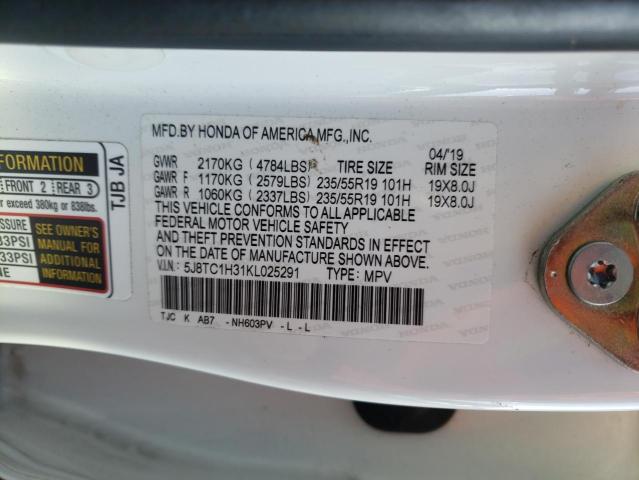 FORMATION
FRONT 2 REAR 3
er exceed 380kg or 838lbs.
TJB JA
ESSURE
33PSI
33PSI
NE
SEE OWNER'S
MANUAL FOR
ADDITIONAL
INFORMATION
MFD.BY HONDA OF AMERICA MFG.,INC.
04/'19
GVWR 2170KG ( 4784LBS) TIRE SIZE RIM SIZE
GAWR F 1170KG ( 2579LBS) 235/55R19 101H 19X8.0J
GAWR R 1060KG ( 2337LBS) 235/55R19 101H 19X8.0J
THIS VEHICLE CONFORMS TO ALL APPLICABLE
FEDERAL MOTOR VEHICLE SAFETY
AND THEFT PREVENTION STANDARDS IN EFFECT
ON THE DATE OF MANUFACTURE SHOWN ABOVE.
V.I.N.: 5J8TC1H31KL025291 TYPE: MPV
TJC K AB7 -NH603PV - L - L